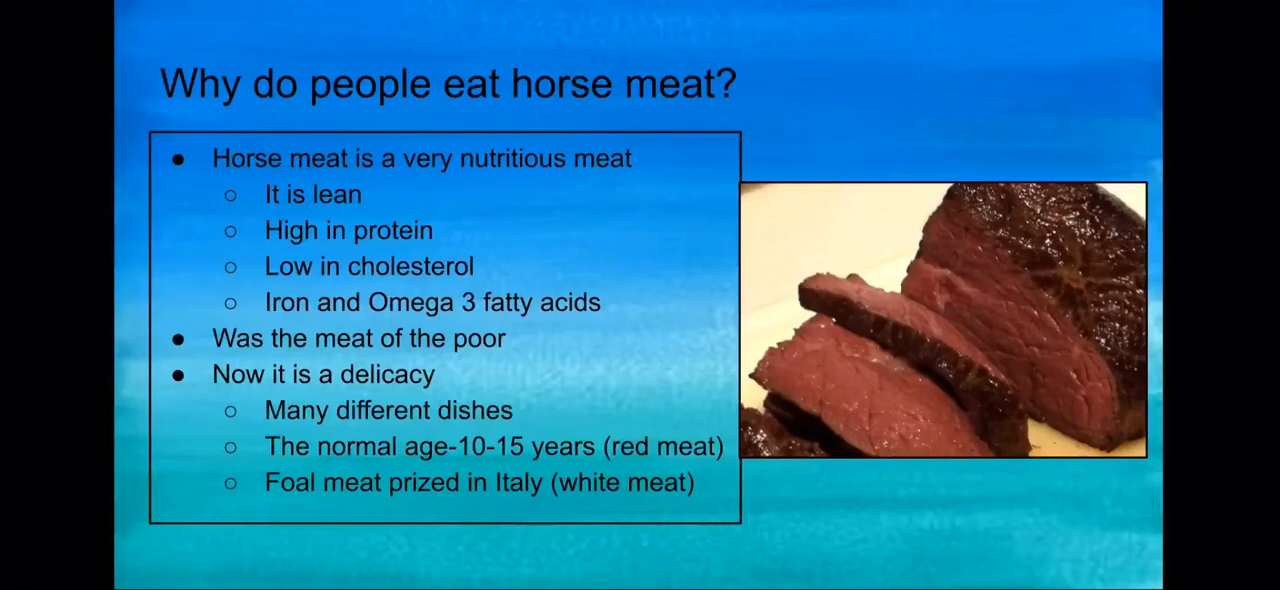 Why do people eat horse meat?
● Horse meat is a very nutritious meat
○ It is lean
○ High in protein
○ Low in cholesterol
○ Iron and Omega 3 fatty acids
● Was the meat of the poor
● Now it is a delicacy
○ Many different dishes
○ The normal age-10-15 years (red meat)
○ Foal meat prized in Italy (white meat)